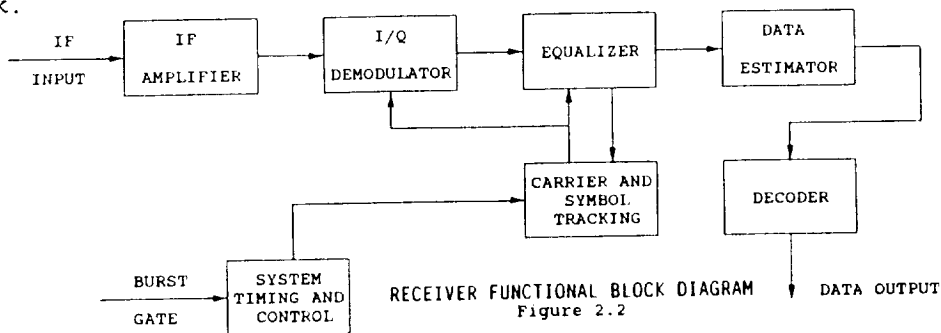 K.
IF
INPUT
IF
AMPLIFIER
I/Q
DEMODULATOR
EQUALIZER
DATA
ESTIMATOR
CARRIER AND
SYMBOL
TRACKING
DECODER
BURST
GATE
SYSTEM
TIMING AND
CONTROL
RECEIVER FUNCTIONAL BLOCK DIAGRAM
Figure 2.2
DATA OUTPUT